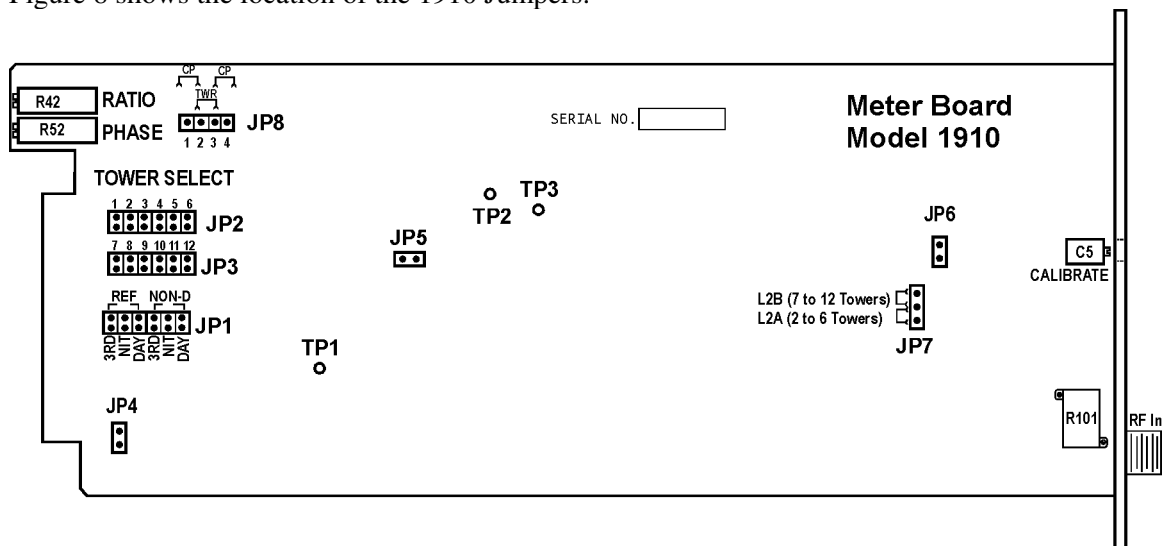 Figure 6 shows the location of the 1910 Jumpers.
R42 RATIO
R52 PHASE
CP CP
TWR
JP8
1 2 3 4
SERIAL NO.
Meter Board
Model 1910
TOWER SELECT
1 2 3 4 5 6
JP2
7 8 9 10 11 12
JP3
REF NON-D
JP1
3RD NIT DAY 3RD NIT DAY
JP4
TP1
JP5
TP2
TP3
JP6
L2B (7 to 12 Towers)
L2A (2 to 6 Towers)
JP7
C5
CALIBRATE
R101
RF In